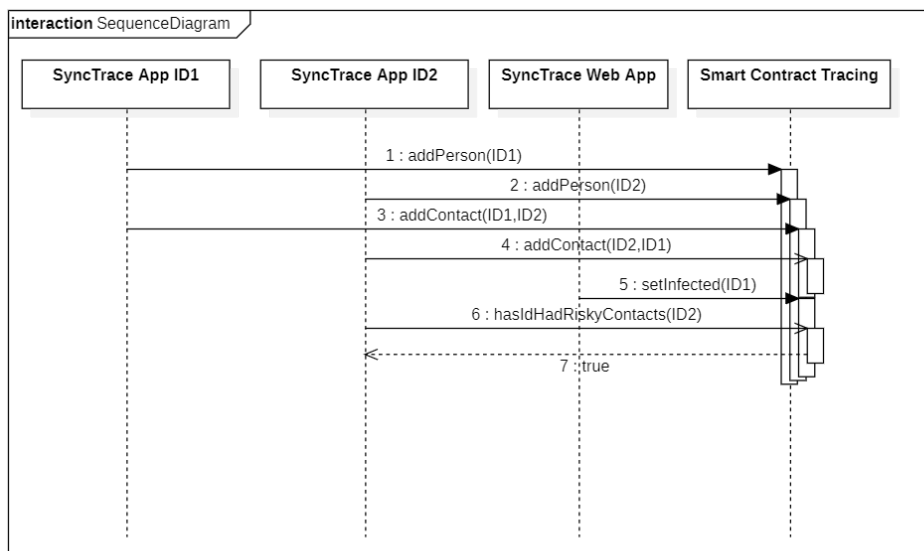 interaction SequenceDiagram
SyncTrace App ID1
SyncTrace App ID2
SyncTrace Web App
Smart Contract Tracing
1 : addPerson(ID1)
2 : addPerson(ID2)
3 : addContact(ID1,ID2)
4 : addContact(ID2,ID1)
5 : setInfected(ID1)
6 : hasIdHadRiskyContacts(ID2)
7 : true